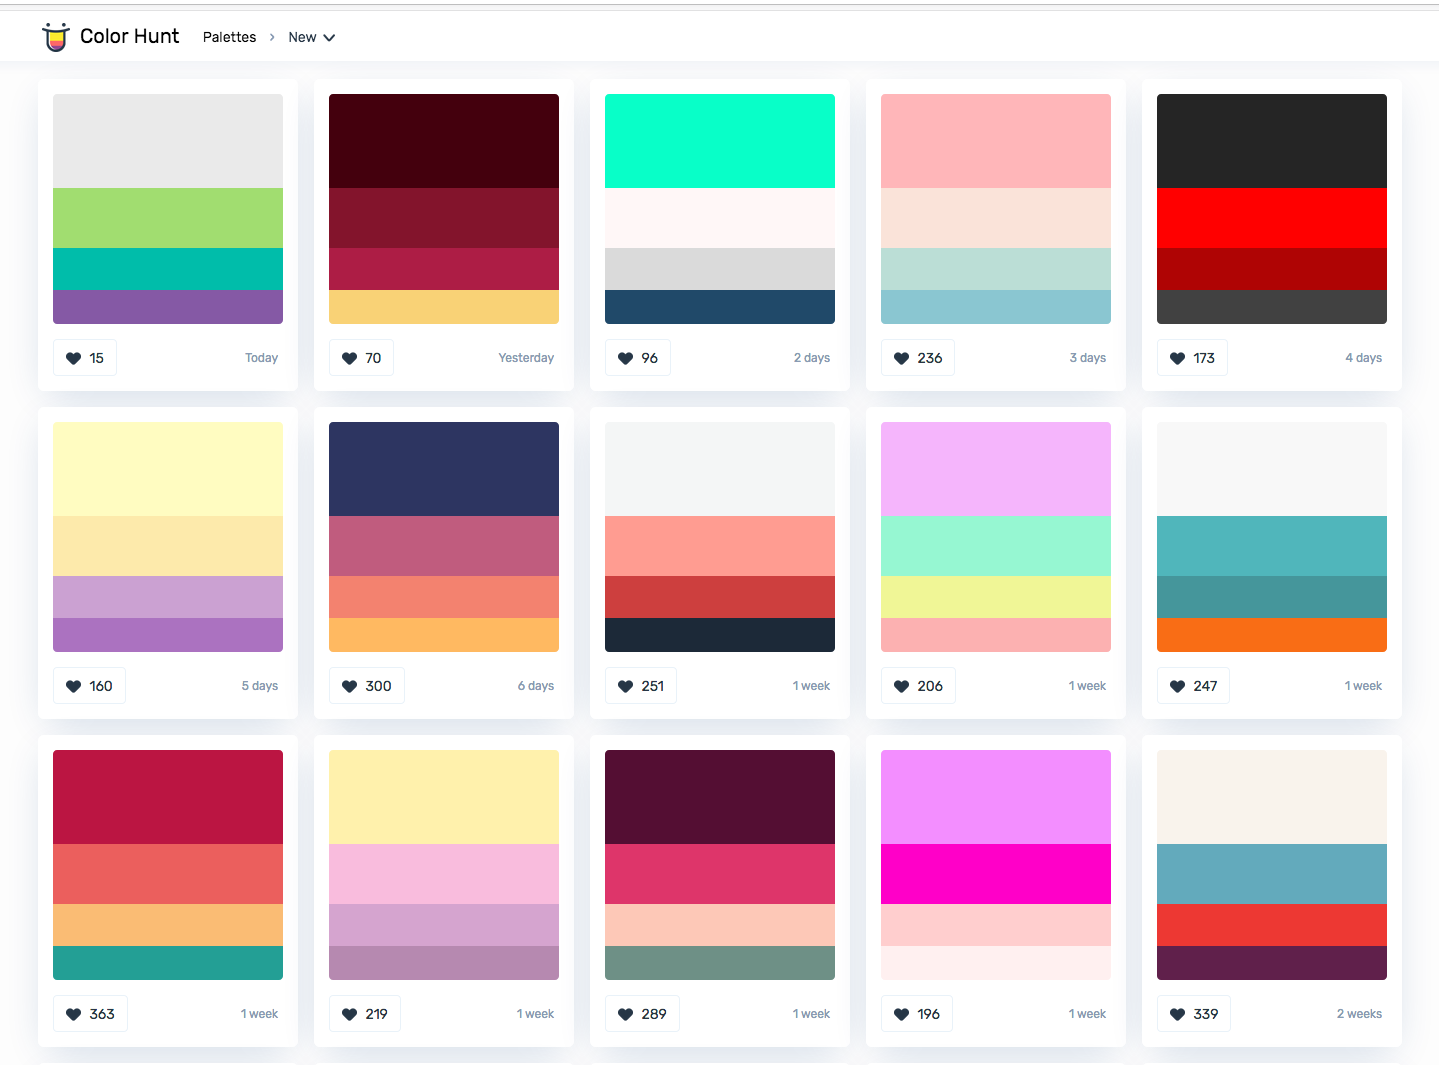 Color Hunt Palettes > New
15 Today
70 Yesterday
96 2 days
236 3 days
173 4 days
160 5 days
300 6 days
251 1 week
206 1 week
247 1 week
363 1 week
219 1 week
289 1 week
196 1 week
339 2 weeks